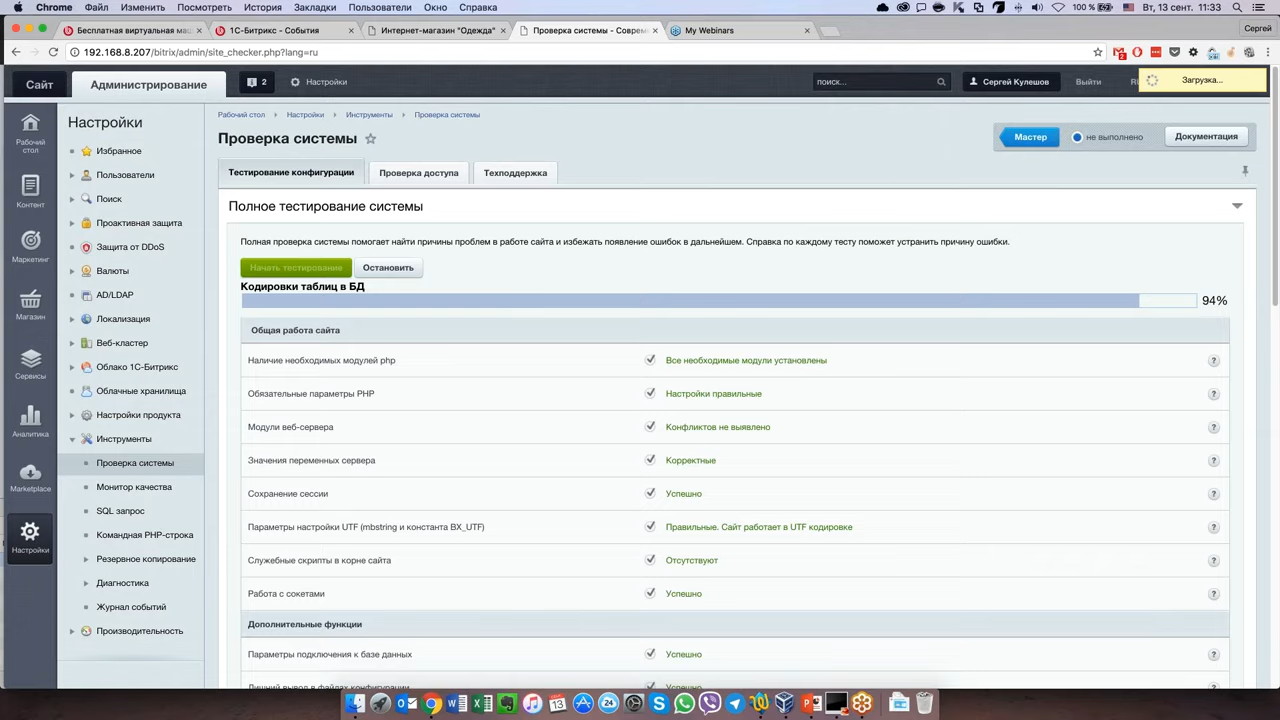 Chrome Файл Изменить Посмотреть История Закладки Пользователи Окно Справка 100 % Вт, 13 сент. 11:33
Бесплатная виртуальная маш
1С-Битрикс - События
Интернет-магазин "Одежда"
Проверка системы - Соврем
My Webinars
Сергей
192.168.8.207/bitrix/admin/site_checker.php?lang=ru
Сайт
Администрирование
2
Настройки
поиск...
Сергей Кулешов
Выйти
Загрузка...
Рабочий стол
Контент
Маркетинг
Магазин
Сервисы
Аналитика
Marketplace
Настройки
Настройки
Избранное
Пользователи
Поиск
Проактивная защита
Защита от DDoS
Валюты
AD/LDAP
Локализация
Веб-кластер
Облако 1С-Битрикс
Облачные хранилища
Настройки продукта
Инструменты
Проверка системы
Монитор качества
SQL запрос
Командная PHP-строка
Резервное копирование
Диагностика
Журнал событий
Производительность
Рабочий стол Настройки Инструменты Проверка системы
Проверка системы
Мастер
не выполнено
Документация
Тестирование конфигурации
Проверка доступа
Техподдержка
Полное тестирование системы
Полная проверка системы помогает найти причины проблем в работе сайта и избежать появление ошибок в дальнейшем. Справка по каждому тесту поможет устранить причину ошибки.
Начать тестирование
Остановить
Кодировки таблиц в БД
94%
Общая работа сайта
Наличие необходимых модулей php Все необходимые модули установлены ?
Обязательные параметры PHP Настройки правильные ?
Модули веб-сервера Конфликтов не выявлено ?
Значения переменных сервера Корректные ?
Сохранение сессии Успешно ?
Параметры настройки UTF (mbstring и константа BX_UTF) Правильные. Сайт работает в UTF кодировке ?
Служебные скрипты в корне сайта Отсутствуют ?
Работа с сокетами Успешно ?
Дополнительные функции
Параметры подключения к базе данных Успешно ?
Лишний вывод в файлах конфигурации Успешно